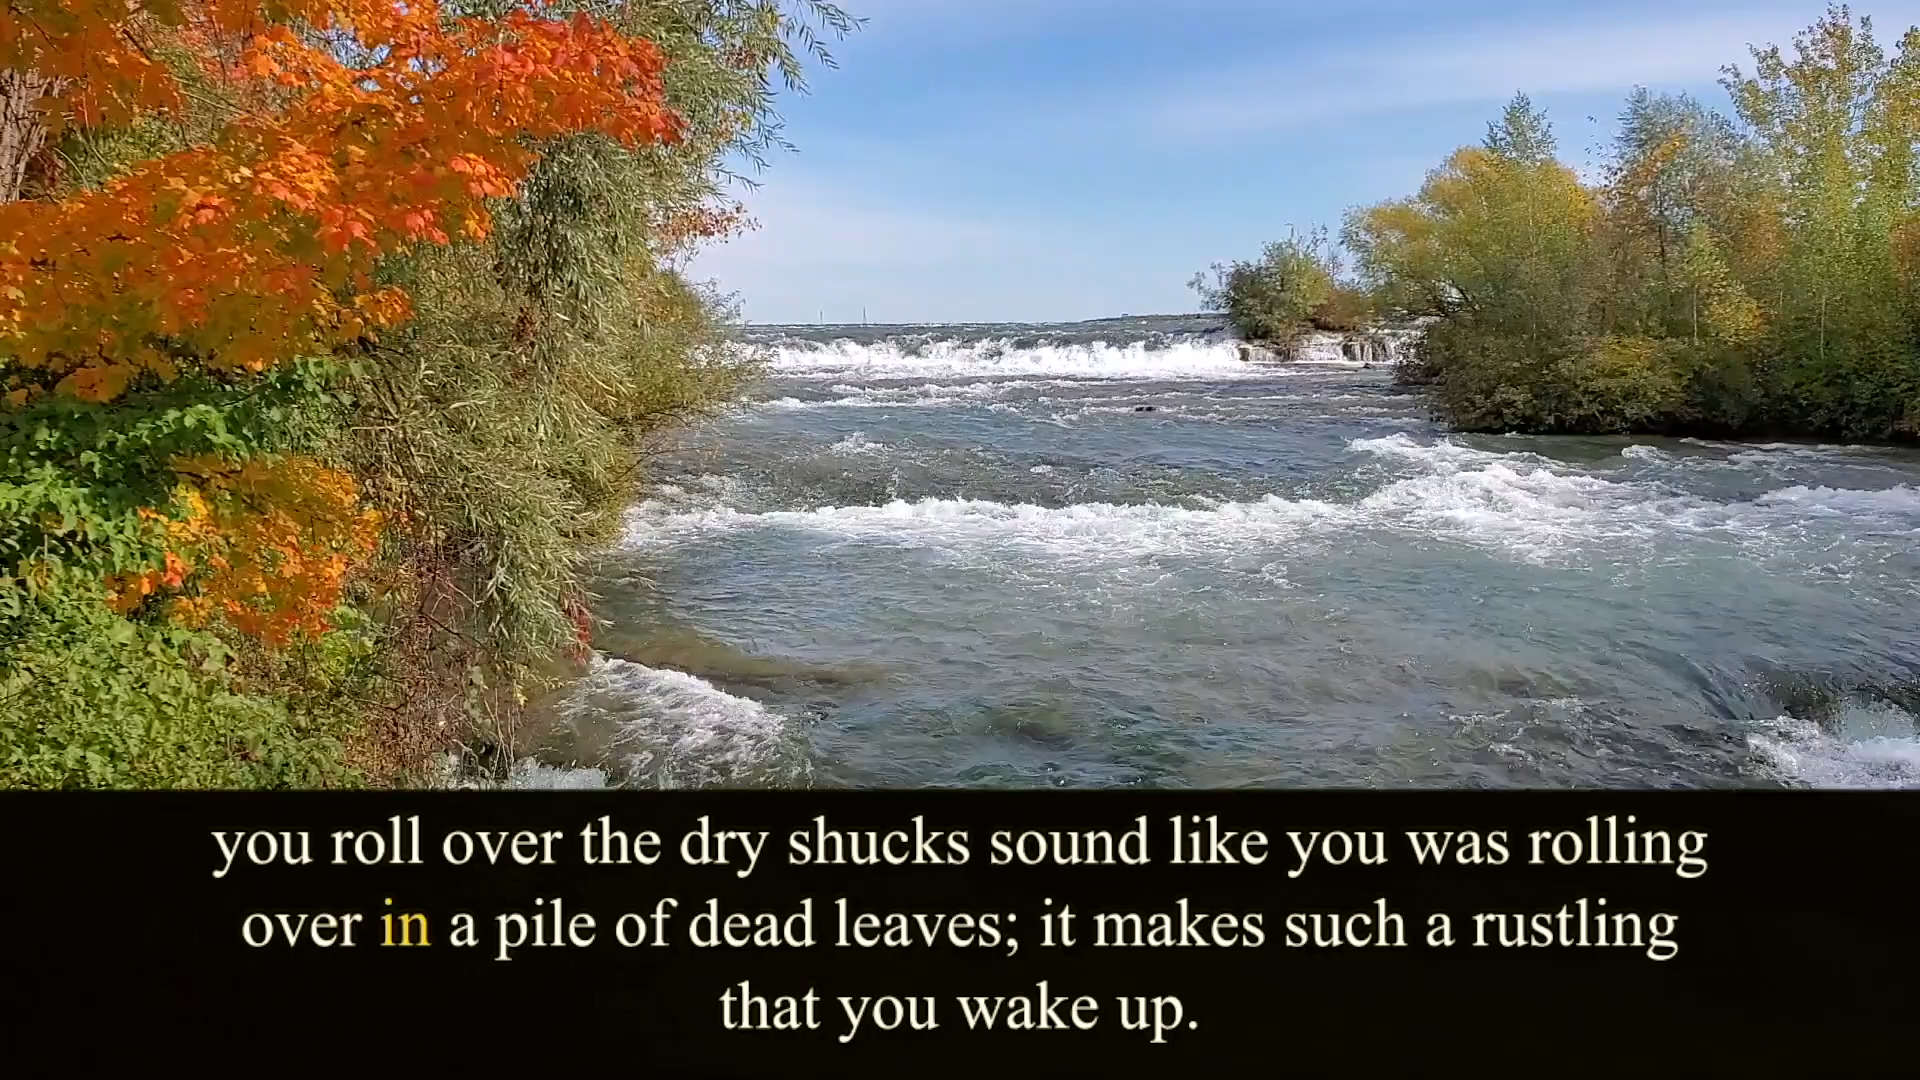 you roll over the dry shucks sound like you was rolling
over in a pile of dead leaves; it makes such a rustling
that you wake up.